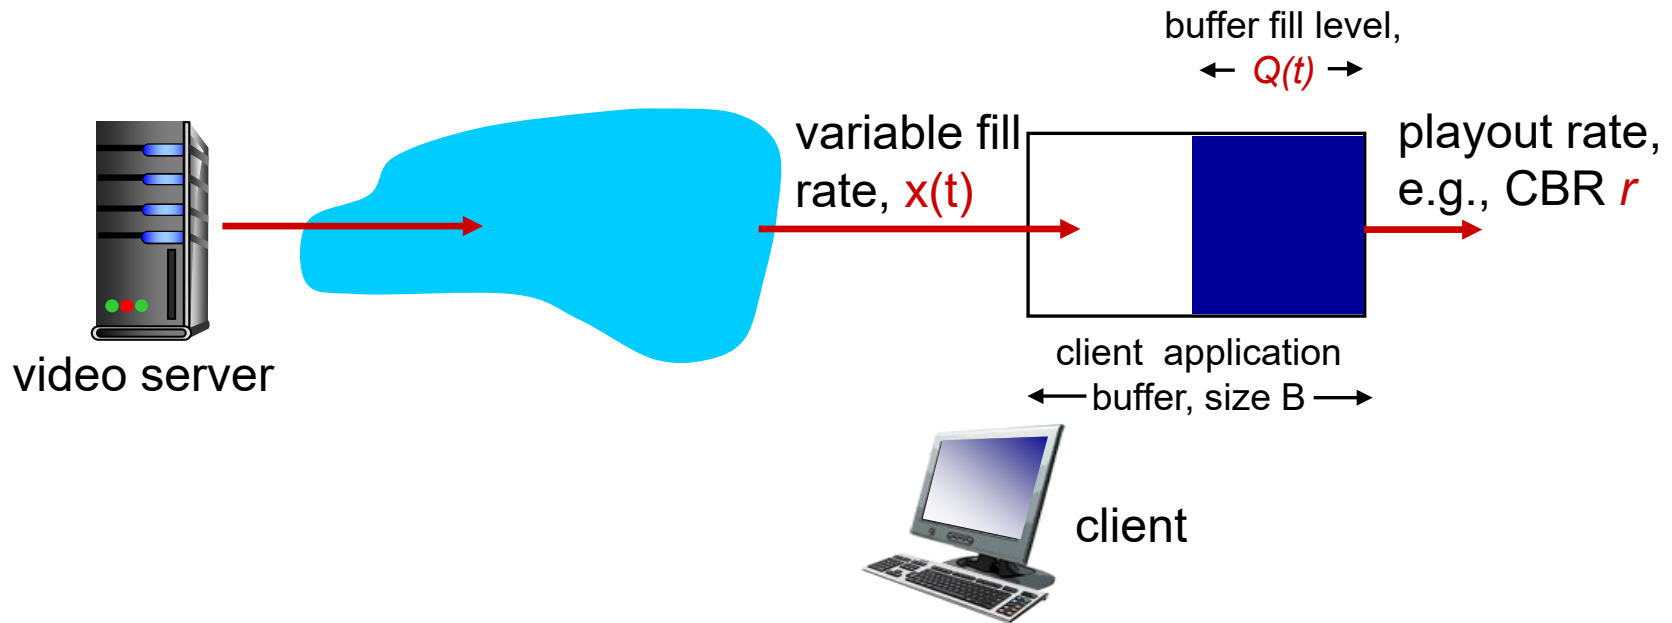 buffer fill level,
Q(t)
variable fill
rate, x(t)
playout rate,
e.g., CBR r
client application
buffer, size B
video server
client